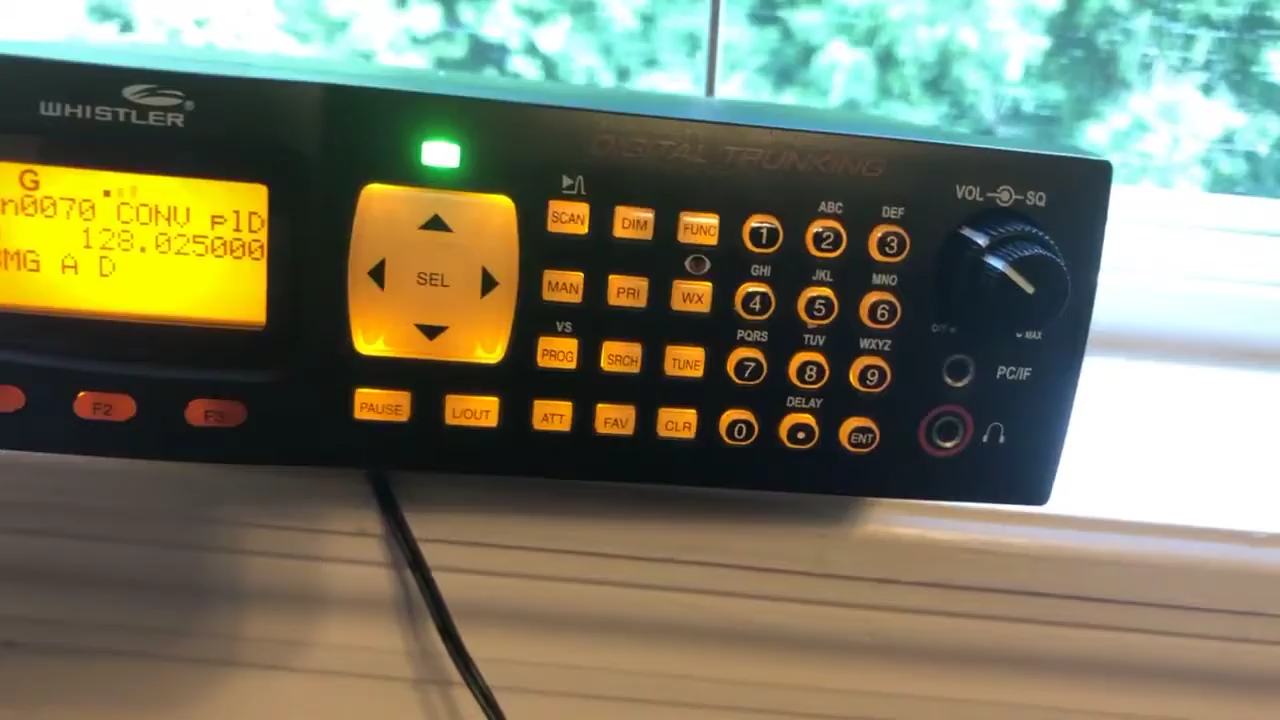 WHISTLER®
DIGITAL TRUNKING
G
n0070 CONV plD
128.025000
MG A D
F2
F3
SEL
PAUSE
L/OUT
SCAN
DIM
FUNC
MAN
PRI
WX
VS
PROG
SRCH
TUNE
ATT
FAV
CLR
1
ABC
2
DEF
3
GHI
4
JKL
5
MNO
6
PQRS
7
TUV
8
WXYZ
9
0
DELAY
•
ENT
VOL SQ
MAX
PC/IF